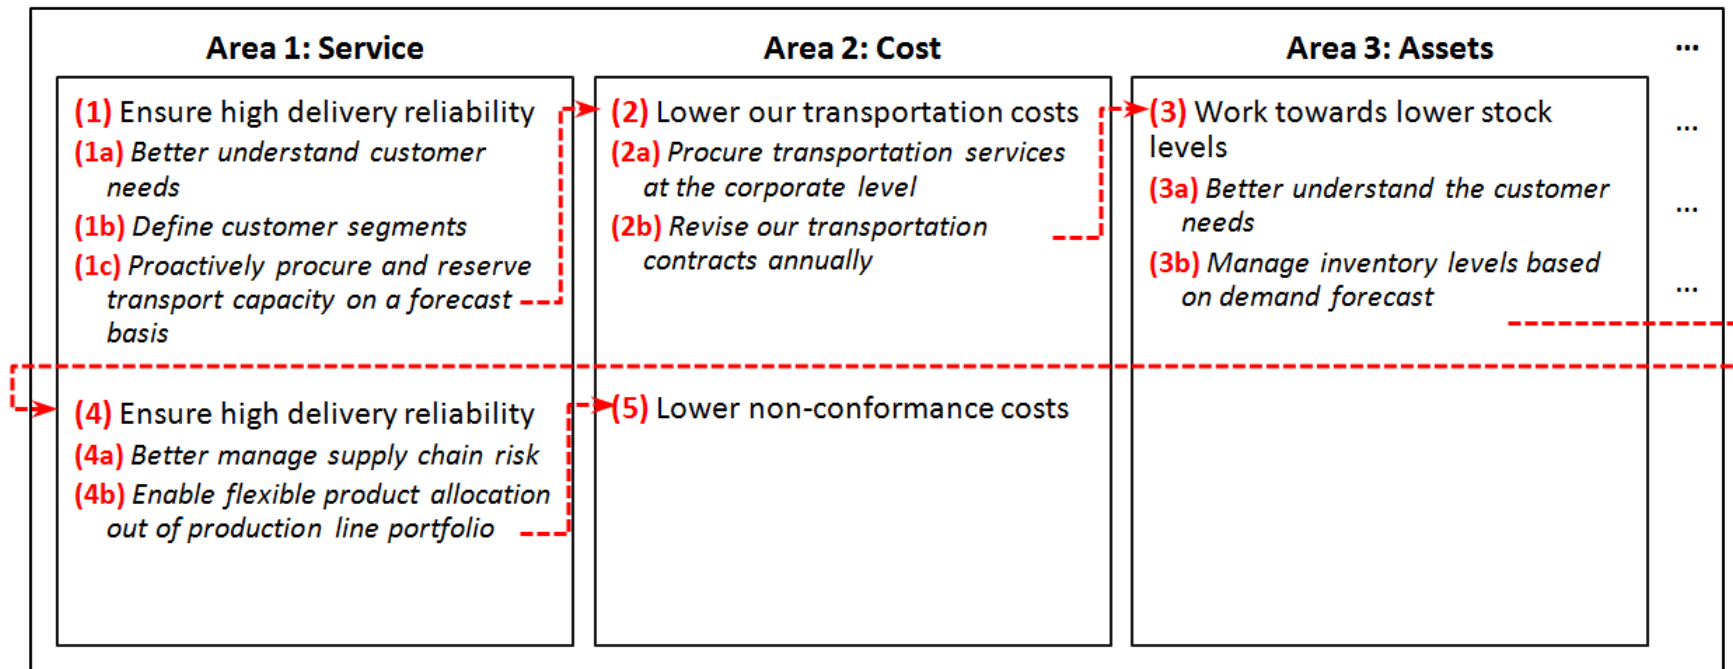 Area 1: Service
Area 2: Cost
Area 3: Assets
...
(1) Ensure high delivery reliability
(1a) Better understand customer
needs
(1b) Define customer segments
(1c) Proactively procure and reserve
transport capacity on a forecast
basis
(2) Lower our transportation costs
(2a) Procure transportation services
at the corporate level
(2b) Revise our transportation
contracts annually
(3) Work towards lower stock
levels
(3a) Better understand the customer
needs
(3b) Manage inventory levels based
on demand forecast
...
...
...
(4) Ensure high delivery reliability
(4a) Better manage supply chain risk
(4b) Enable flexible product allocation
out of production line portfolio
(5) Lower non-conformance costs